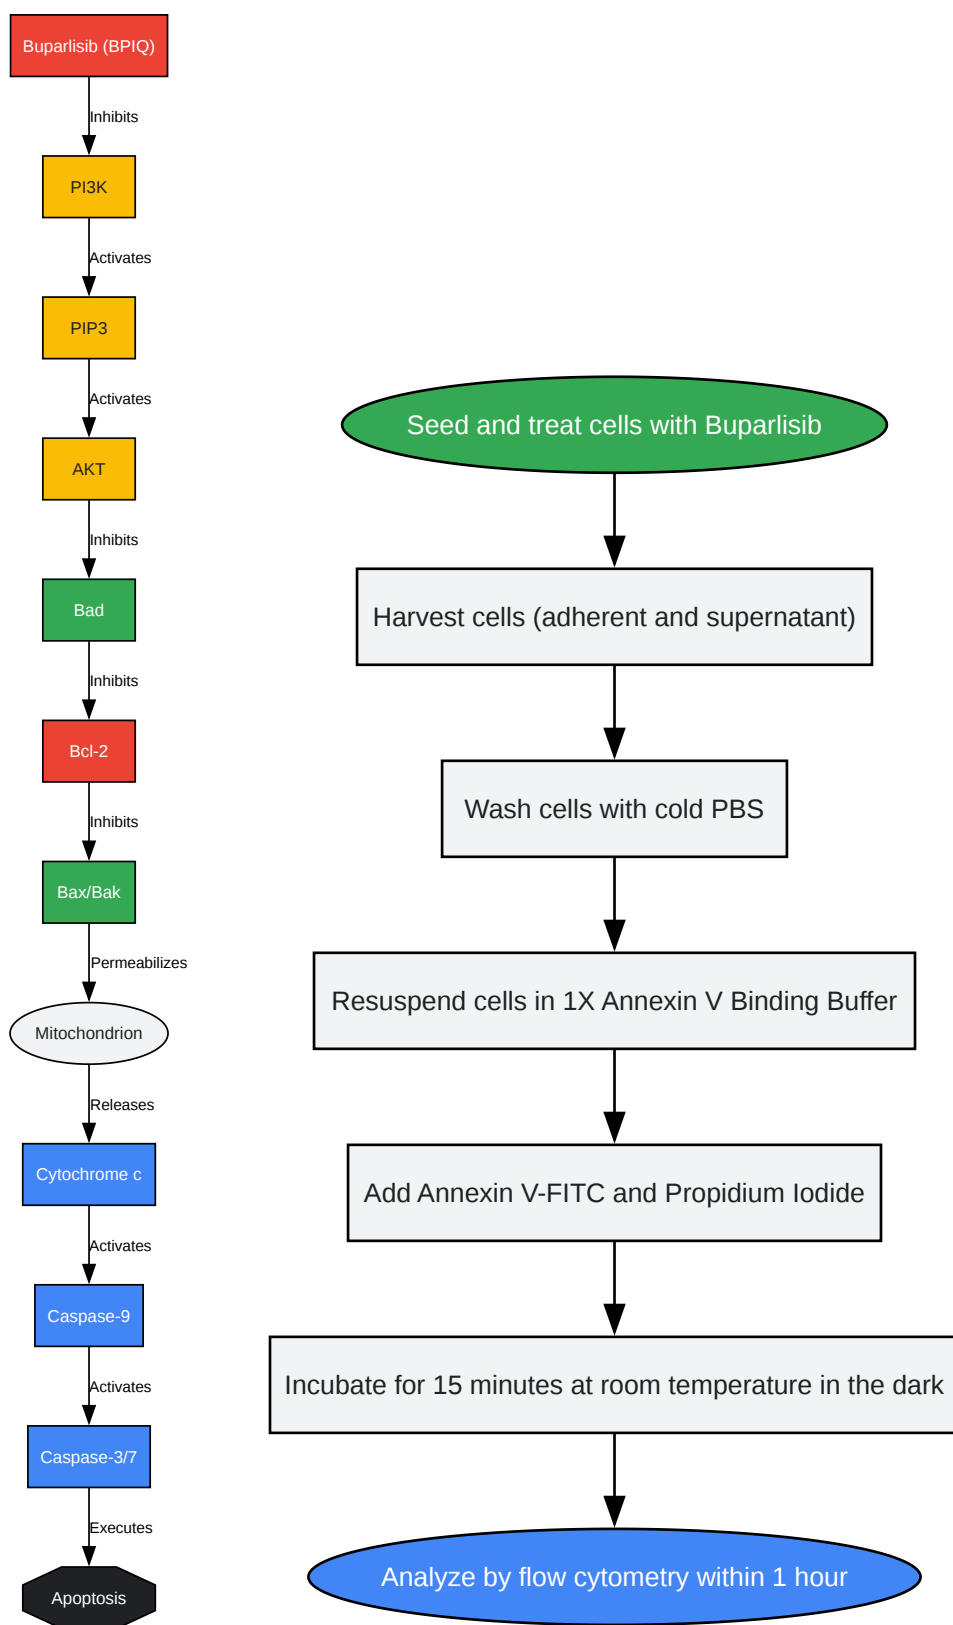 Buparlisib (BPIQ)
Inhibits
PI3K
Activates
PIP3
Activates
AKT
Inhibits
Bad
Inhibits
Bcl-2
Inhibits
Bax/Bak
Permeabilizes
Mitochondrion
Releases
Cytochrome c
Activates
Caspase-9
Activates
Caspase-3/7
Executes
Apoptosis
Seed and treat cells with Buparlisib
Harvest cells (adherent and supernatant)
Wash cells with cold PBS
Resuspend cells in 1X Annexin V Binding Buffer
Add Annexin V-FITC and Propidium Iodide
Incubate for 15 minutes at room temperature in the dark
Analyze by flow cytometry within 1 hour